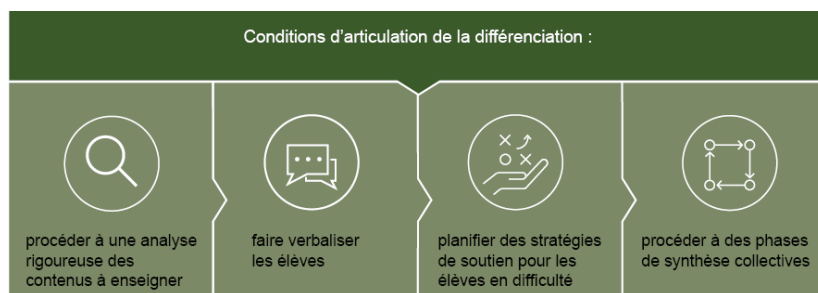 Conditions d'articulation de la différenciation :
procéder à une analyse
rigoureuse des
contenus à enseigner
faire verbaliser
les élèves
planifier des stratégies
de soutien pour les
élèves en difficulté
procéder à des phases
de synthèse collectives